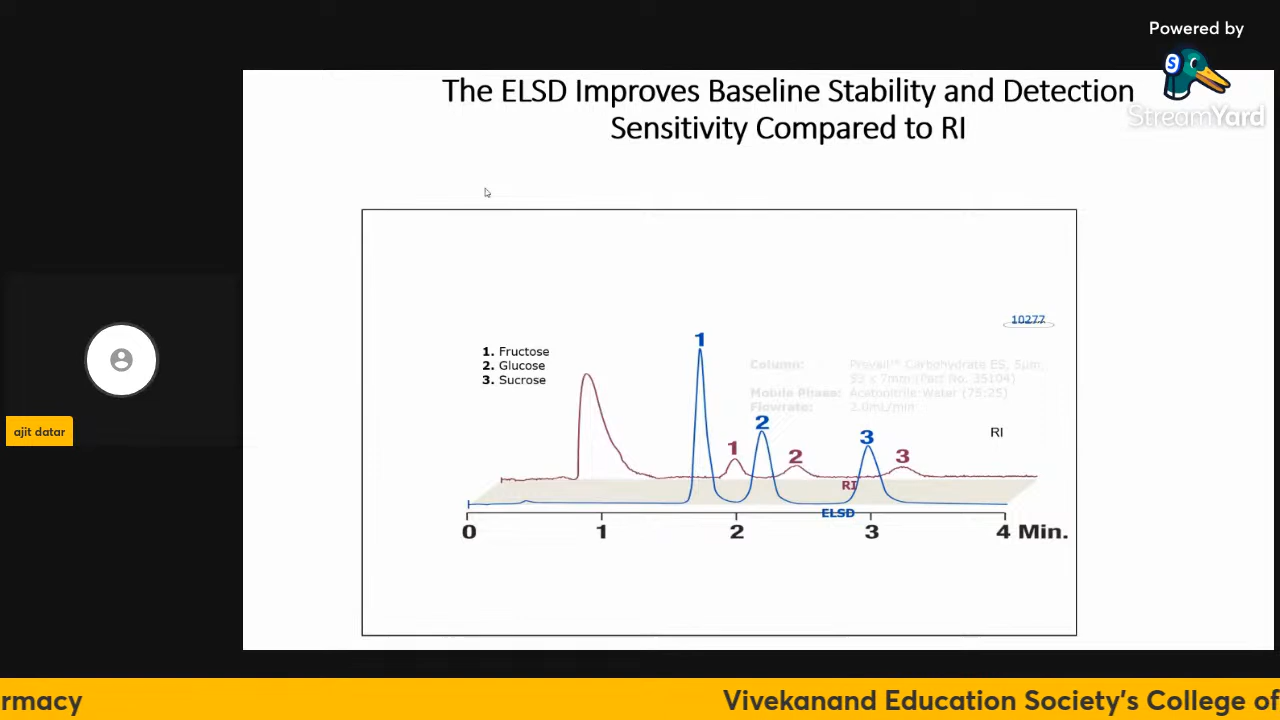 Powered by
StreamYard
The ELSD Improves Baseline Stability and Detection
Sensitivity Compared to RI
10277
1. Fructose
2. Glucose
3. Sucrose
Column: Prevail™ Carbohydrate ES, 5µm,
53 x 7mm (Part No. 35104)
Mobile Phase: Acetonitrile:Water (75:25)
Flowrate: 2.0mL/min
RI
1
2
3
1
2
3
RI
ELSD
0 1 2 3 4 Min.
ajit datar
rmacy Vivekanand Education Society's College of